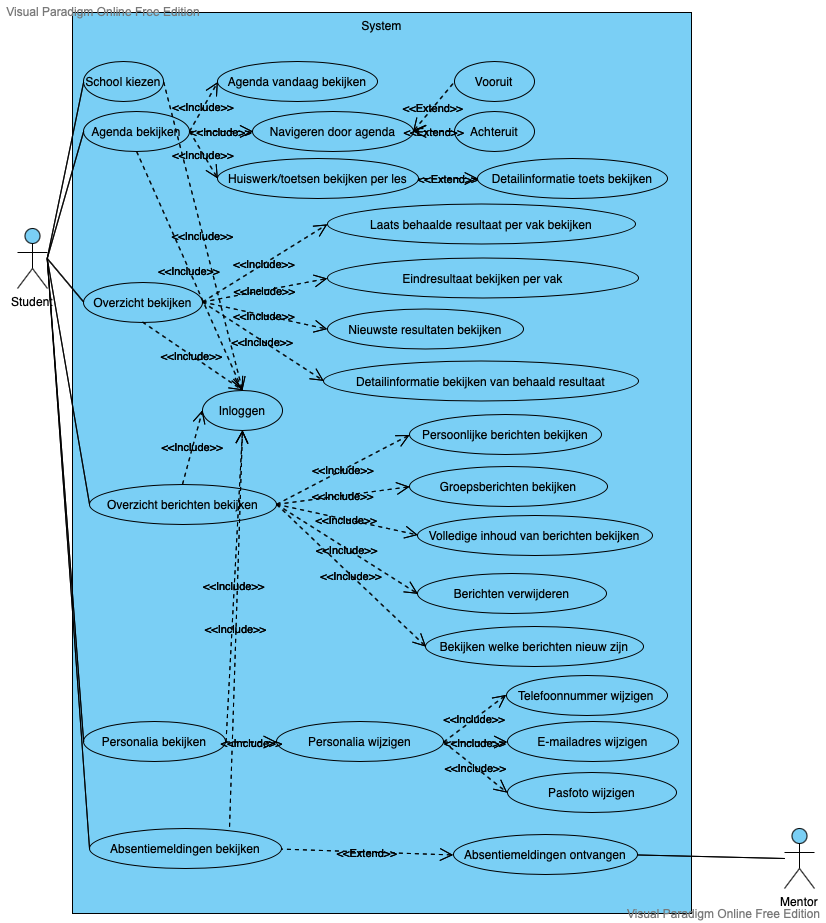 Visual Paradigm Online Free Edition
System
School kiezen
Agenda vandaag bekijken
Vooruit
<<Include>>
<<Extend>>
Agenda bekijken
<<Include>>
Navigeren door agenda
<<Extend>>
Achteruit
<<Include>>
Huiswerk/toetsen bekijken per les
<<Extend>>
Detailinformatie toets bekijken
Laats behaalde resultaat per vak bekijken
<<Include>>
<<Include>>
<<Include>>
Eindresultaat bekijken per vak
<<Include>>
Student
Overzicht bekijken
<<Include>>
Nieuwste resultaten bekijken
<<Include>>
<<Include>>
Detailinformatie bekijken van behaald resultaat
Inloggen
Persoonlijke berichten bekijken
<<Include>>
<<Include>>
Groepsberichten bekijken
<<Include>>
Overzicht berichten bekijken
<<Include>>
Volledige inhoud van berichten bekijken
<<Include>>
<<Include>>
<<Include>>
Berichten verwijderen
<<Include>>
Bekijken welke berichten nieuw zijn
Telefoonnummer wijzigen
<<Include>>
Personalia bekijken
<<Include>>
Personalia wijzigen
<<Include>>
E-mailadres wijzigen
<<Include>>
Pasfoto wijzigen
Absentiemeldingen bekijken
<<Extend>>
Absentiemeldingen ontvangen
Mentor
Visual Paradigm Online Free Edition